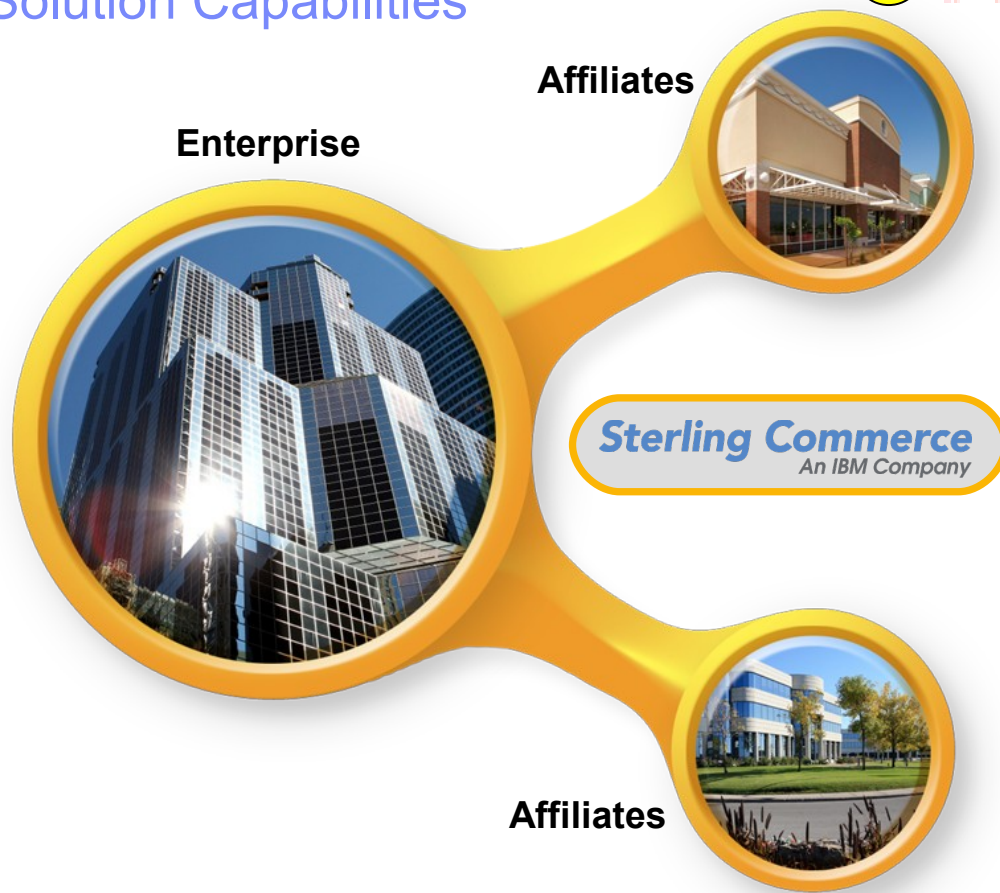 Solution Capabilities
Affiliates
Enterprise
Sterling Commerce
An IBM Company
Affiliates